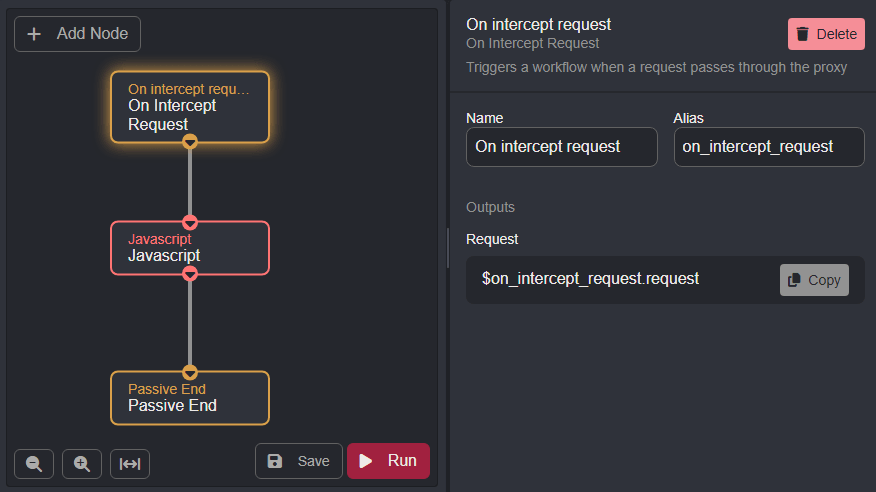 Add Node
On intercept requ...
On Intercept
Request
Javascript
Javascript
Passive End
Passive End
Save
Run
On intercept request
On Intercept Request
Delete
Triggers a workflow when a request passes through the proxy
Name
Alias
On intercept request
on_intercept_request
Outputs
Request
$on_intercept_request.request
Copy